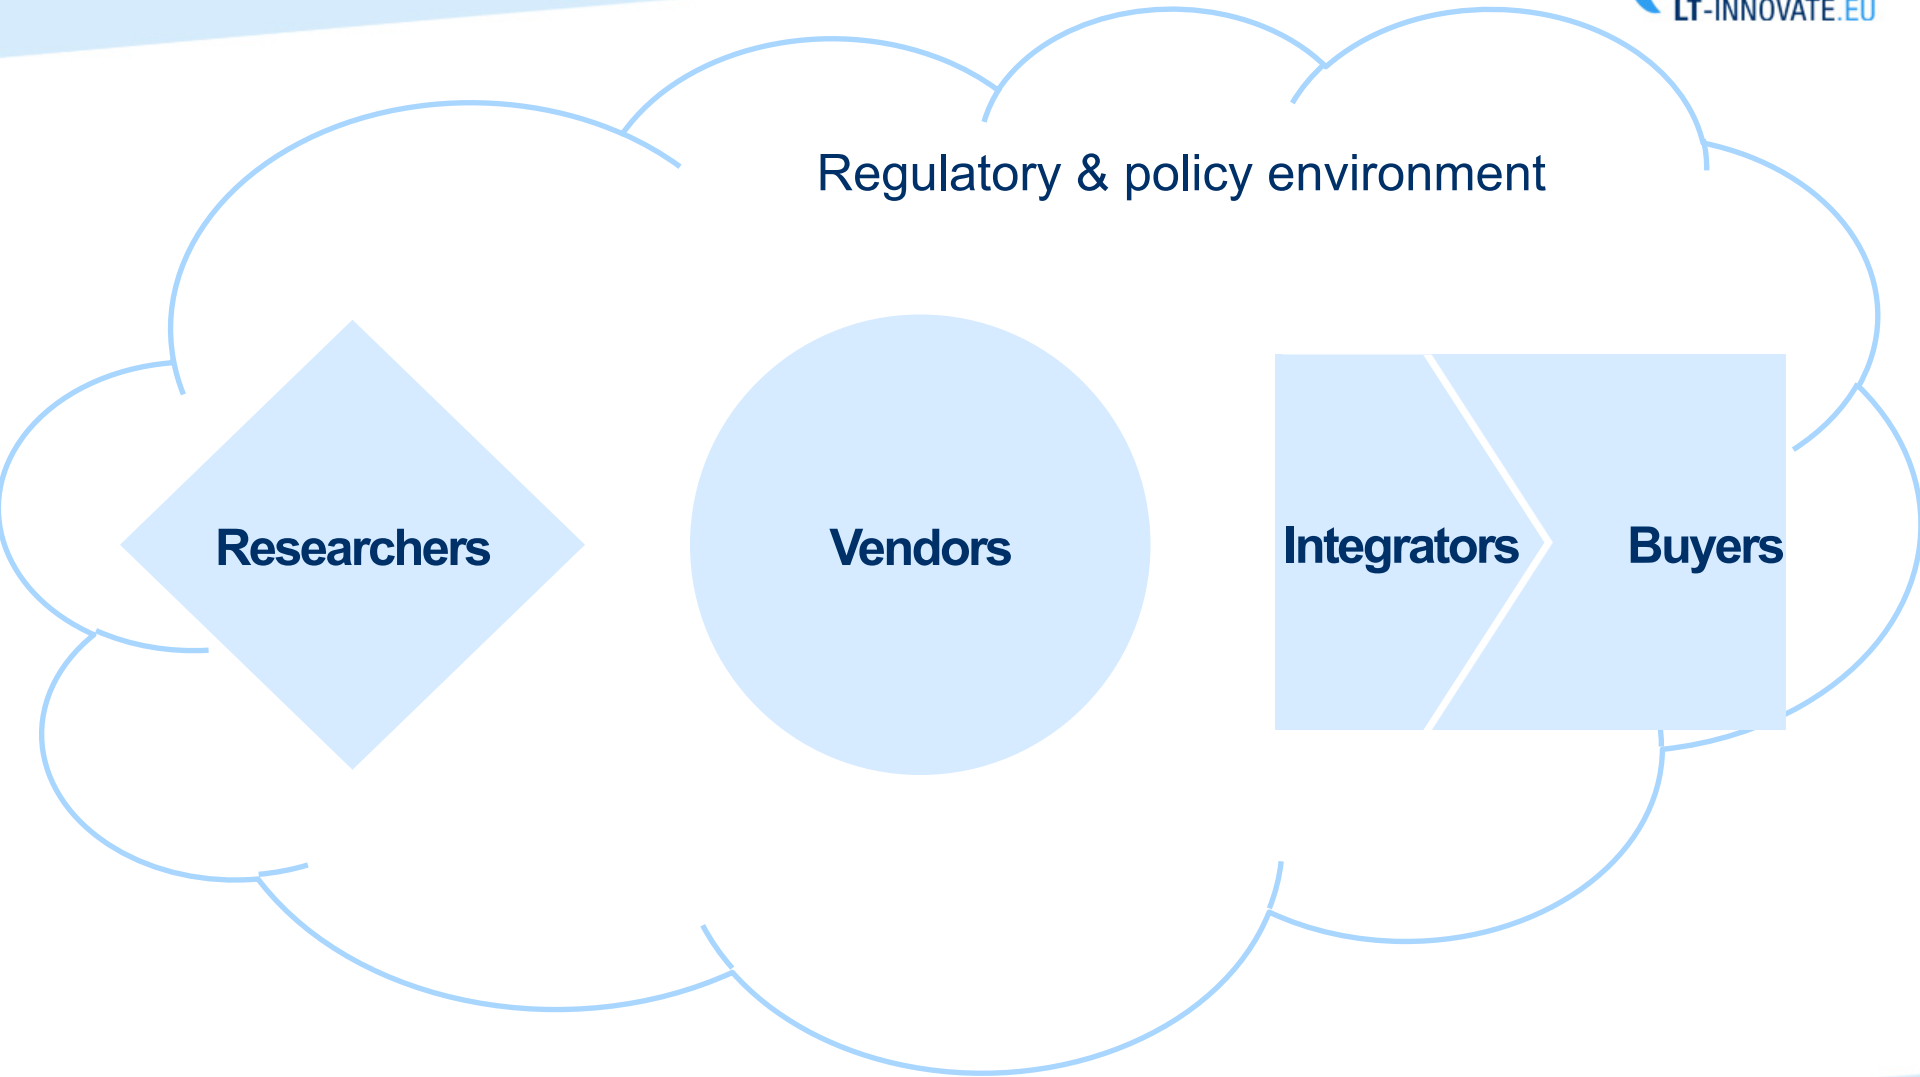 LT-INNOVATE.EU
Regulatory & policy environment
Researchers
Vendors
Integrators
Buyers